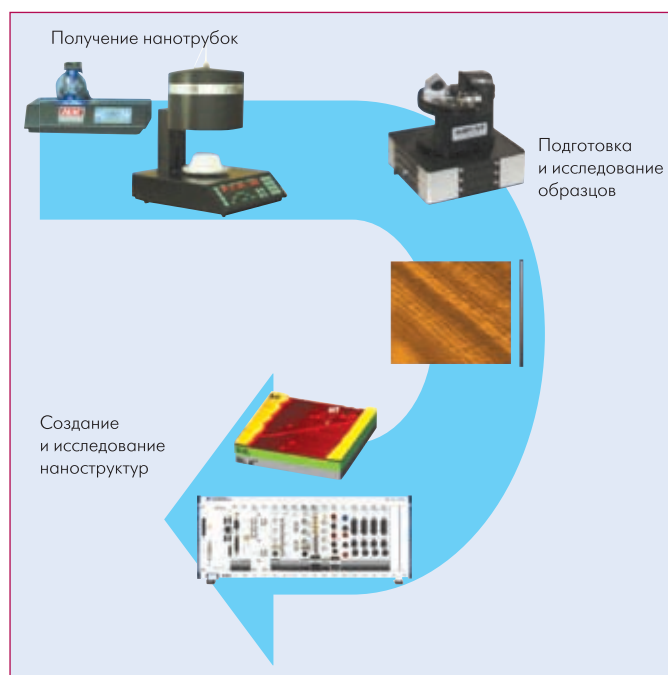 Получение нанотрубок
Подготовка
и исследование
образцов
Создание
и исследование
наноструктур